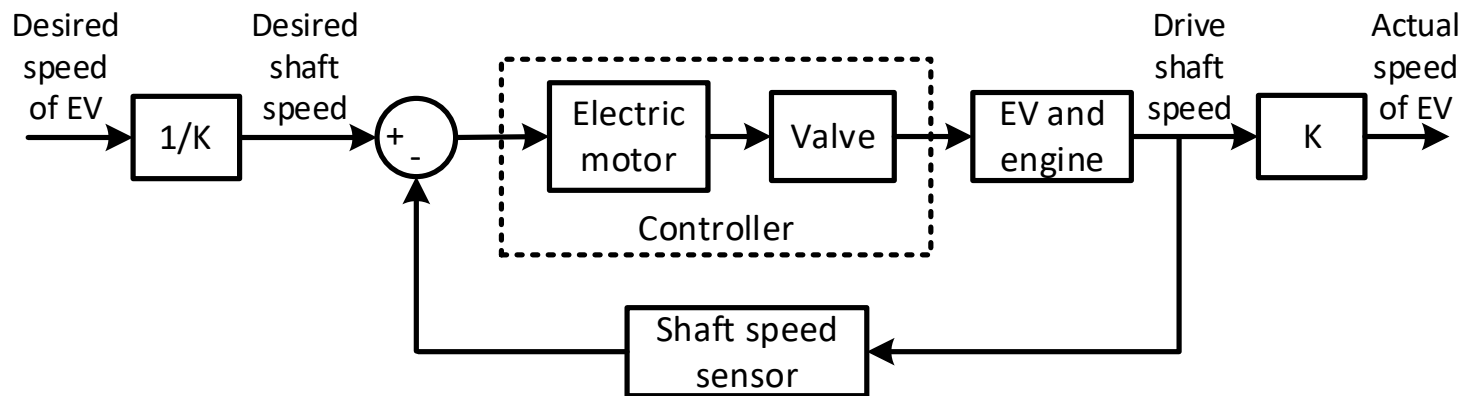 Desired
speed
of EV
1/K
Desired
shaft
speed
+
-
Electric
motor
Valve
Controller
EV and
engine
Drive
shaft
speed
K
Actual
speed
of EV
Shaft speed
sensor